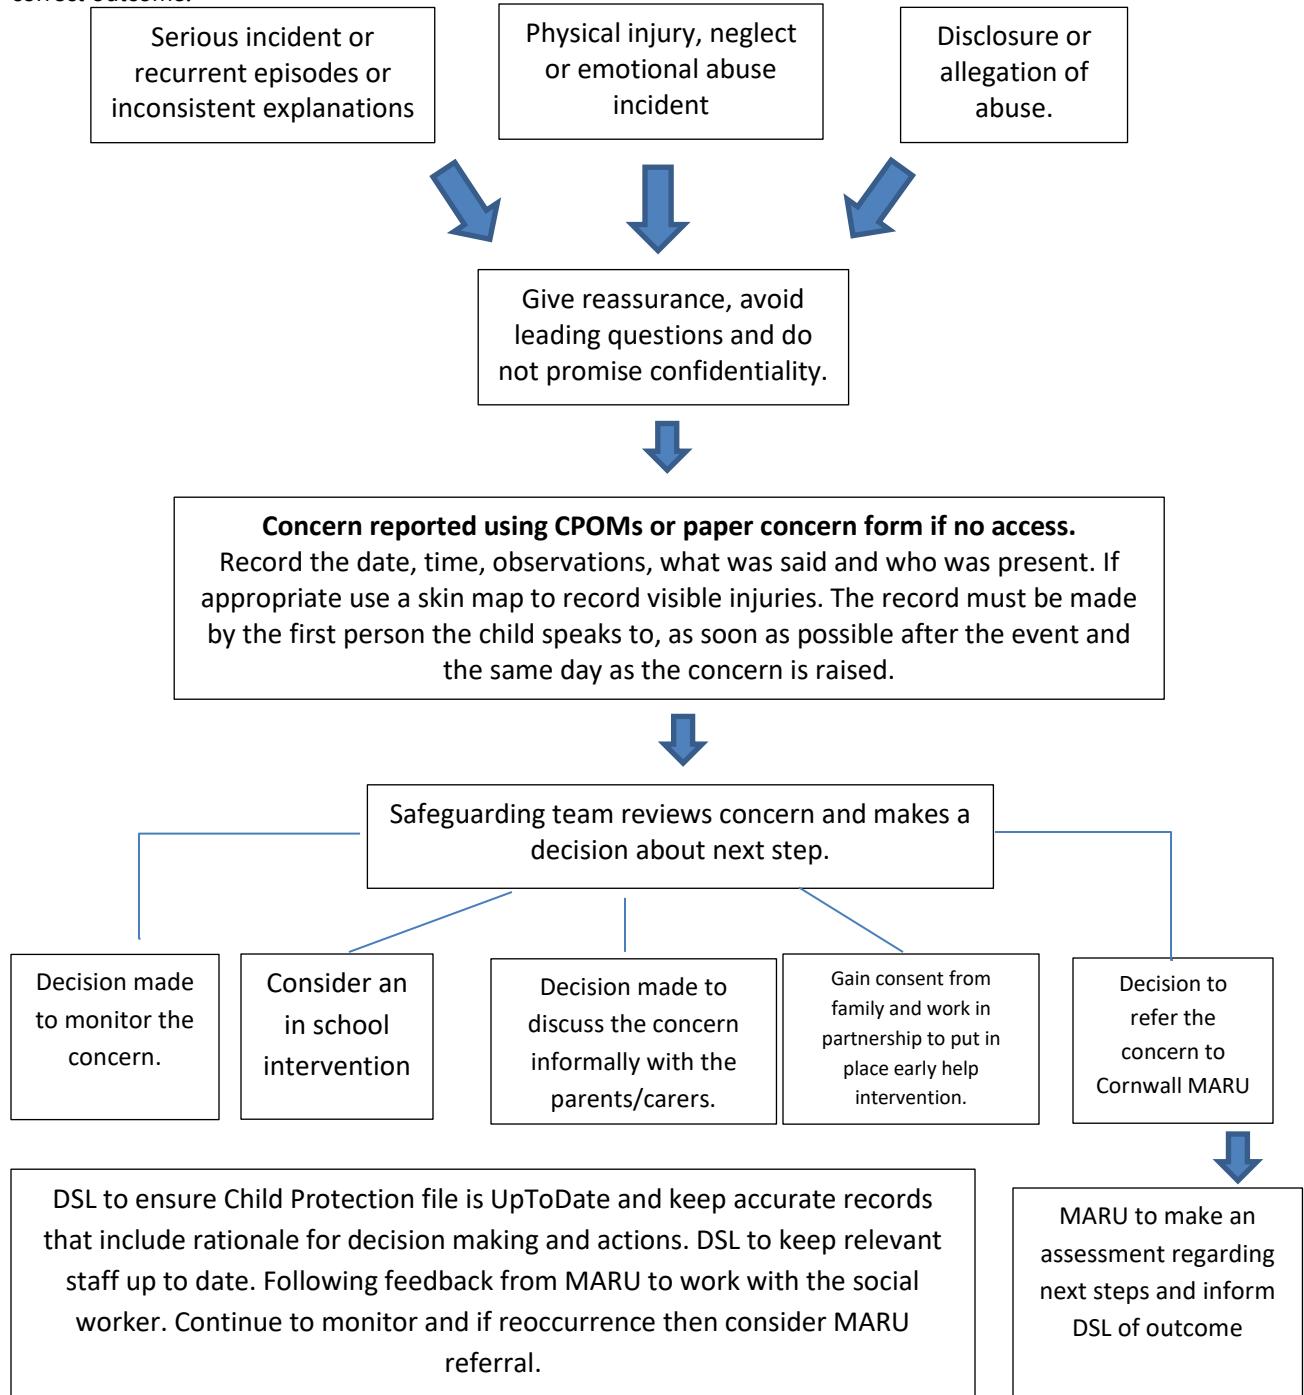 correct outcome.
Serious incident or
recurrent episodes or
inconsistent explanations
Physical injury, neglect
or emotional abuse
incident
Disclosure or
allegation of
abuse.
Give reassurance, avoid
leading questions and do
not promise confidentiality.
Concern reported using CPOMs or paper concern form if no access.
Record the date, time, observations, what was said and who was present. If
appropriate use a skin map to record visible injuries. The record must be made
by the first person the child speaks to, as soon as possible after the event and
the same day as the concern is raised.
Safeguarding team reviews concern and makes a
decision about next step.
Decision made
to monitor the
concern.
Consider an
in school
intervention
Decision made to
discuss the concern
informally with the
parents/carers.
Gain consent from
family and work in
partnership to put in
place early help
intervention.
Decision to
refer the
concern to
Cornwall MARU
DSL to ensure Child Protection file is UpToDate and keep accurate records
that include rationale for decision making and actions. DSL to keep relevant
staff up to date. Following feedback from MARU to work with the social
worker. Continue to monitor and if reoccurrence then consider MARU
referral.
MARU to make an
assessment regarding
next steps and inform
DSL of outcome